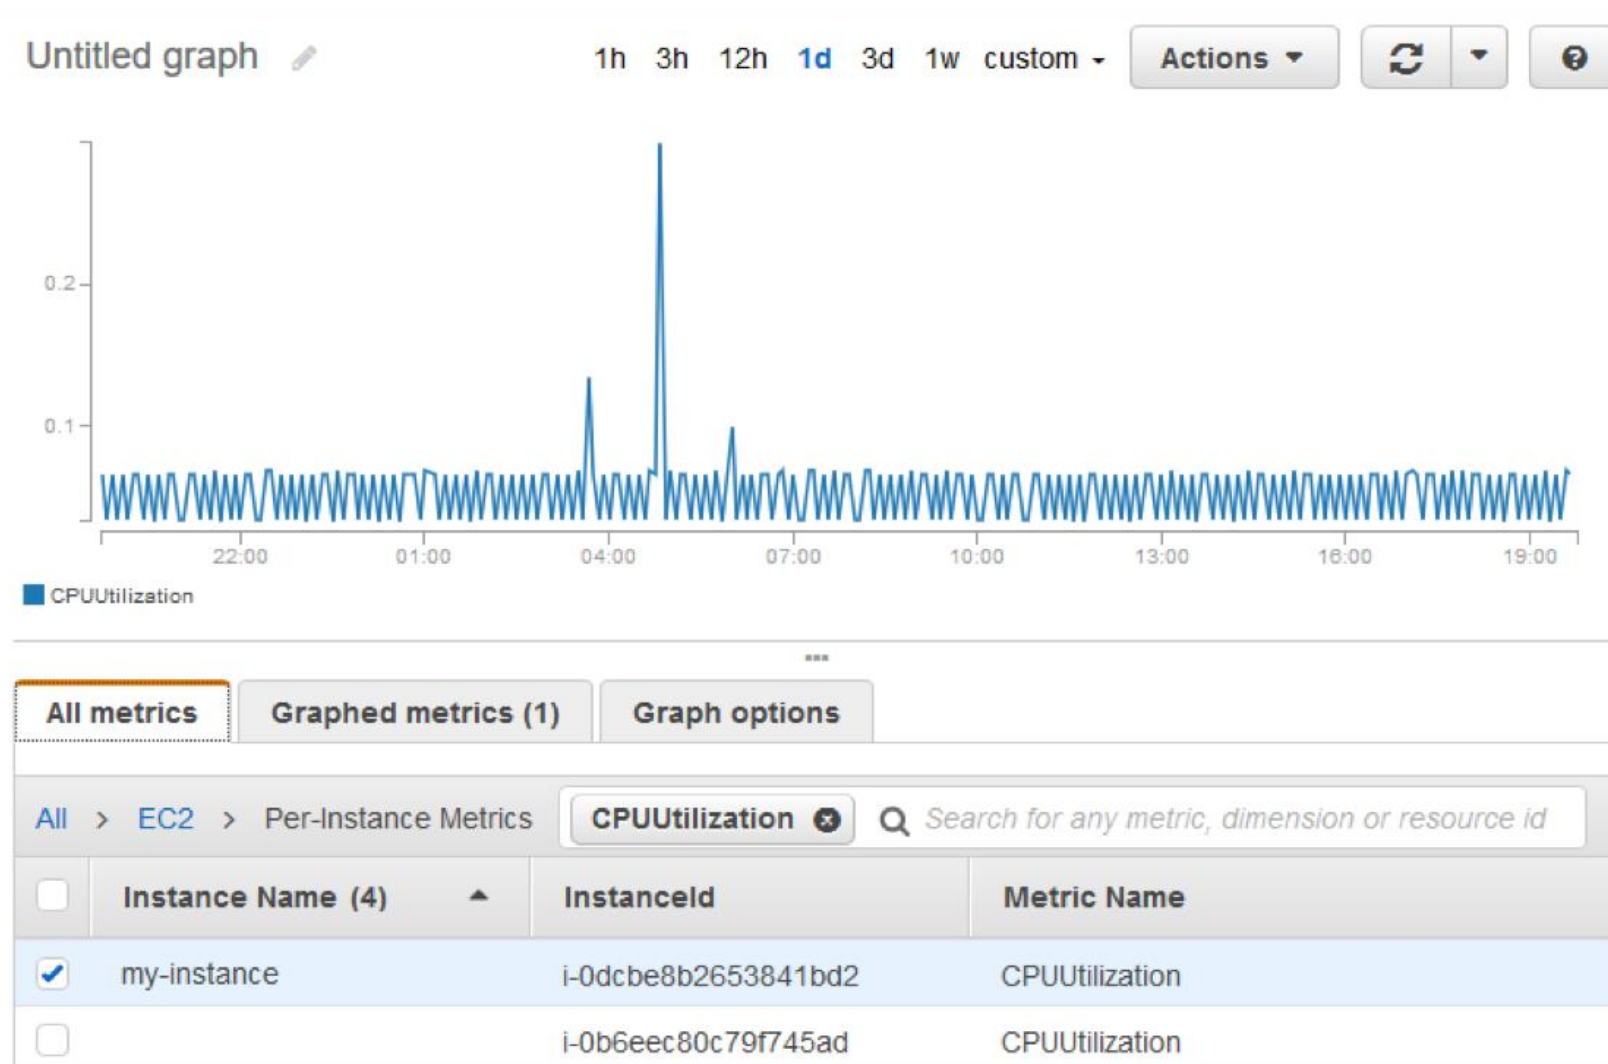 Untitled graph 1h 3h 12h 1d 3d 1w custom Actions
0.2
0.1
22:00 01:00 04:00 07:00 10:00 13:00 16:00 19:00
CPUUtilization
All metrics Graphed metrics (1) Graph options
All > EC2 > Per-Instance Metrics CPUUtilization Search for any metric, dimension or resource id
Instance Name (4) InstanceId Metric Name
my-instance i-0dcbe8b2653841bd2 CPUUtilization
i-0b6eec80c79f745ad CPUUtilization